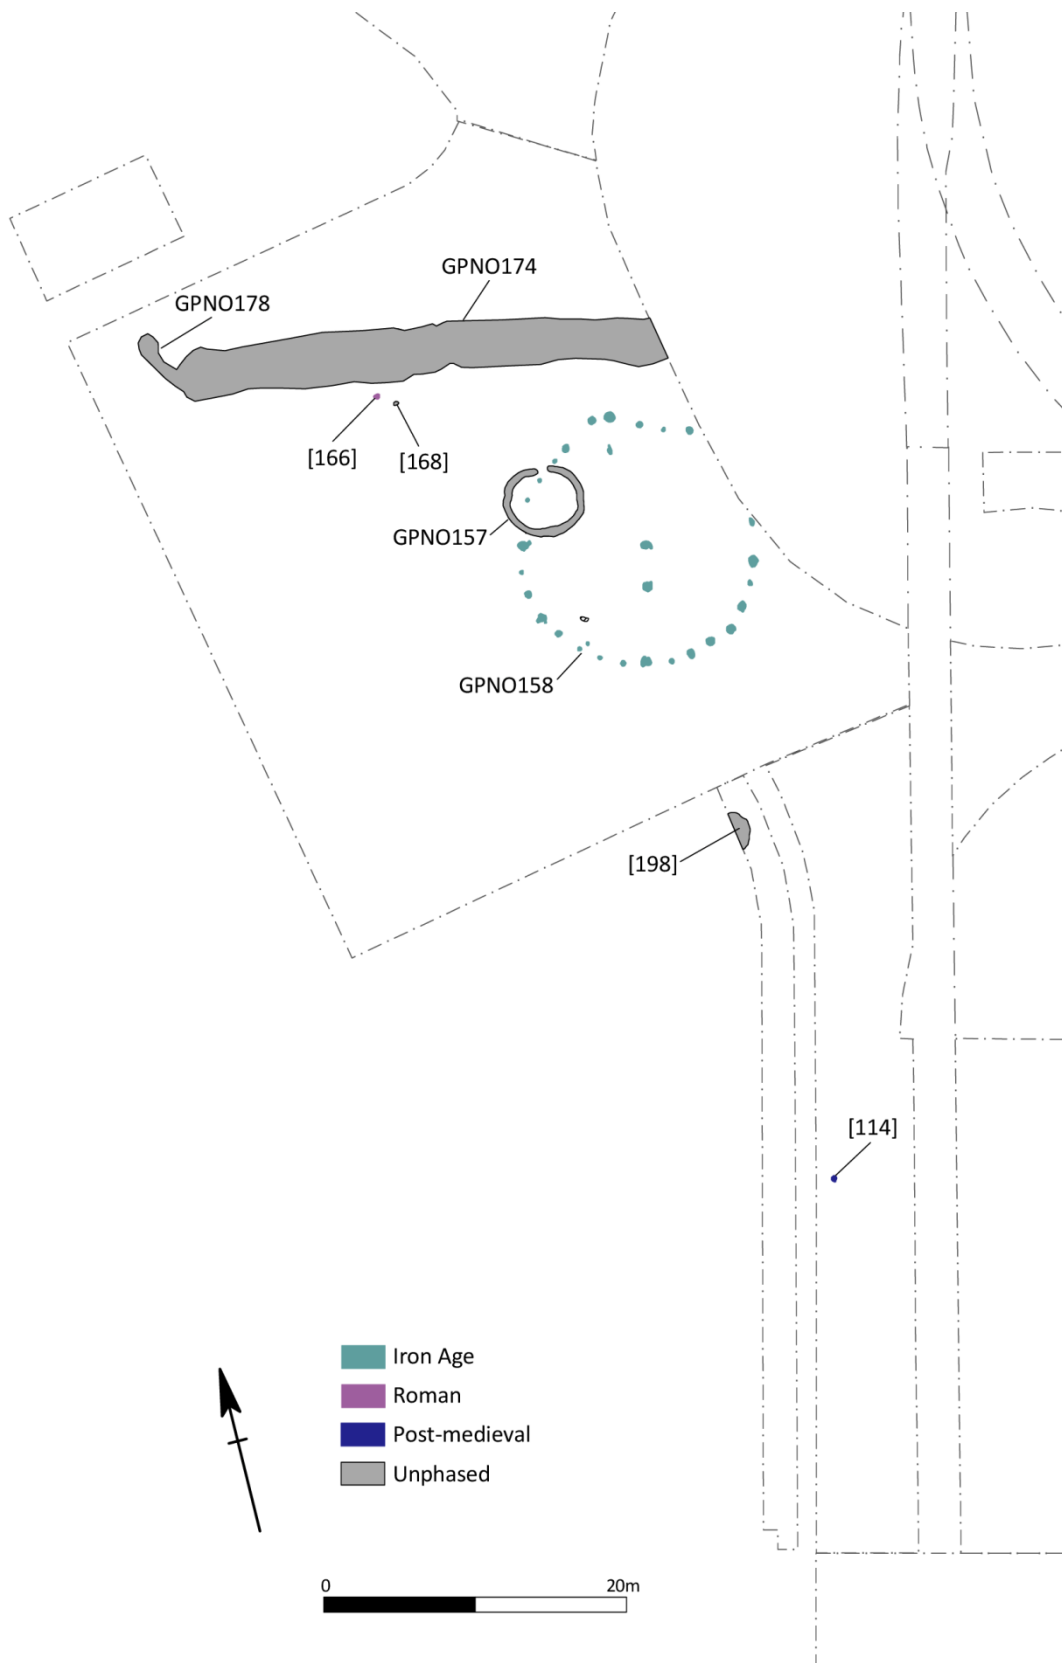 GPNO174
GPNO178
[166]
[168]
GPNO157
GPNO158
[198]
[114]
Iron Age
Roman
Post-medieval
Unphased
0 20m